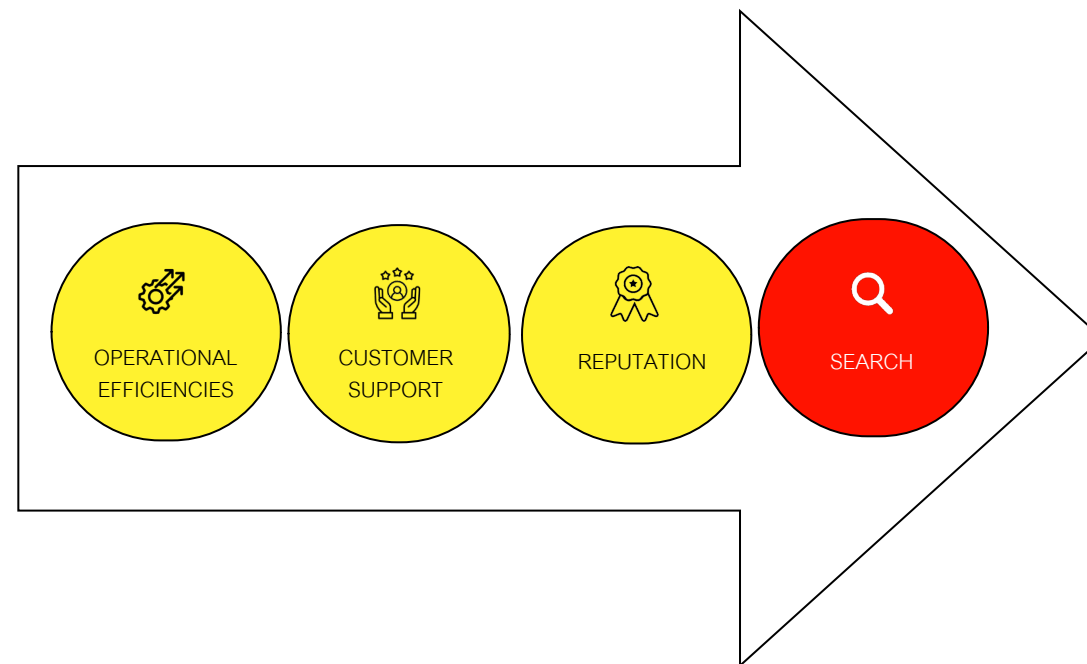 OPERATIONAL
EFFICIENCIES
CUSTOMER
SUPPORT
REPUTATION
SEARCH